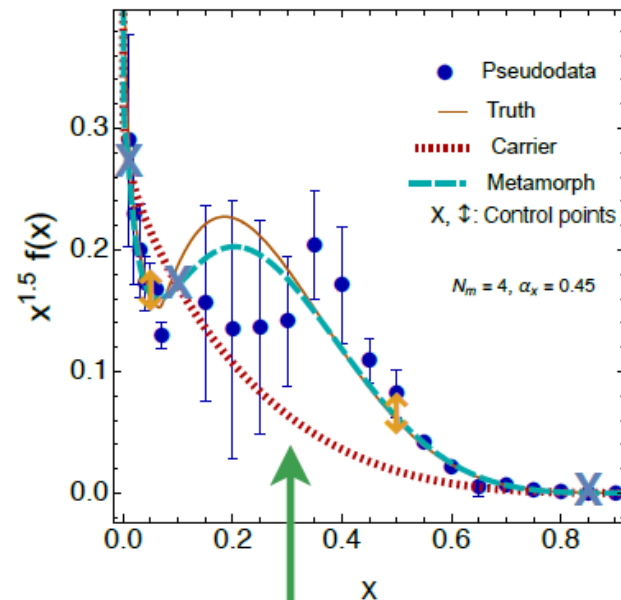 Pseudodata
Truth
Carrier
Metamorph
X, ↕: Control points
N_m = 4, α_x = 0.45
x^1.5 f(x)
0.3
0.2
0.1
0.0
0.0 0.2 0.4 0.6 0.8
x